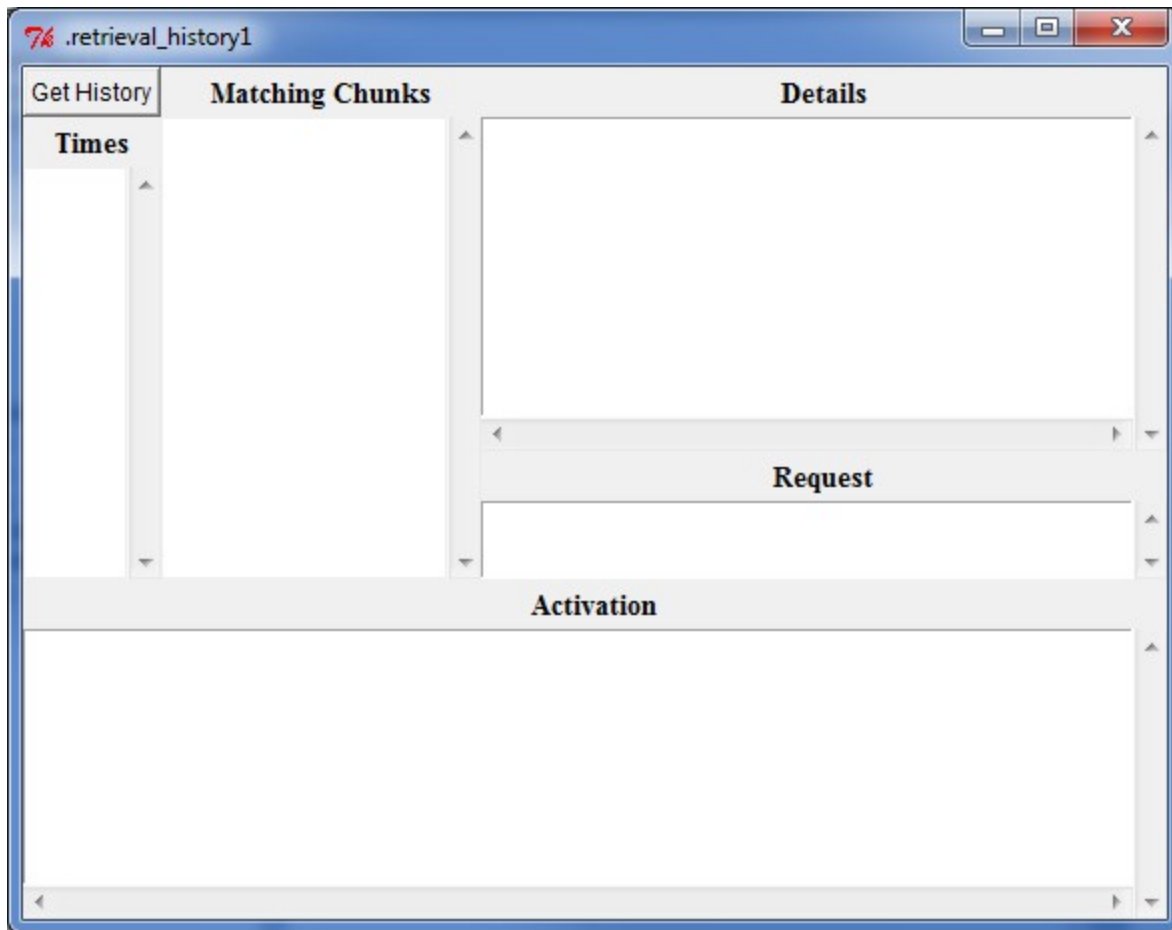 .retrieval_history1
Get History
Matching Chunks
Details
Times
Request
Activation